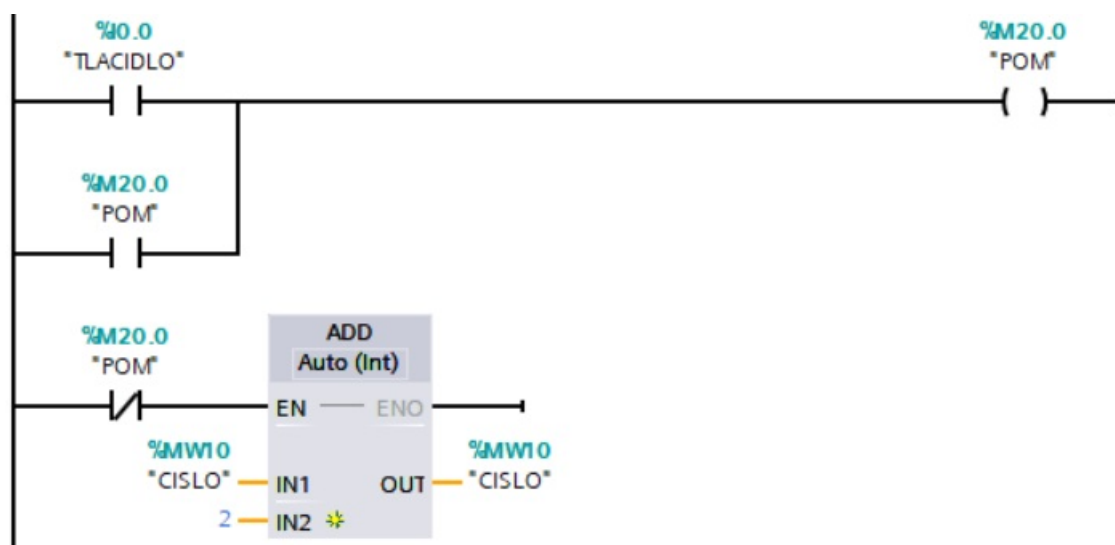 %I0.0
"TLACIDLO"
%M20.0
"POM"
%M20.0
"POM"
%M20.0
"POM"
ADD
Auto (Int)
EN
ENO
%MW10
"CISLO"
IN1
OUT
%MW10
"CISLO"
2
IN2